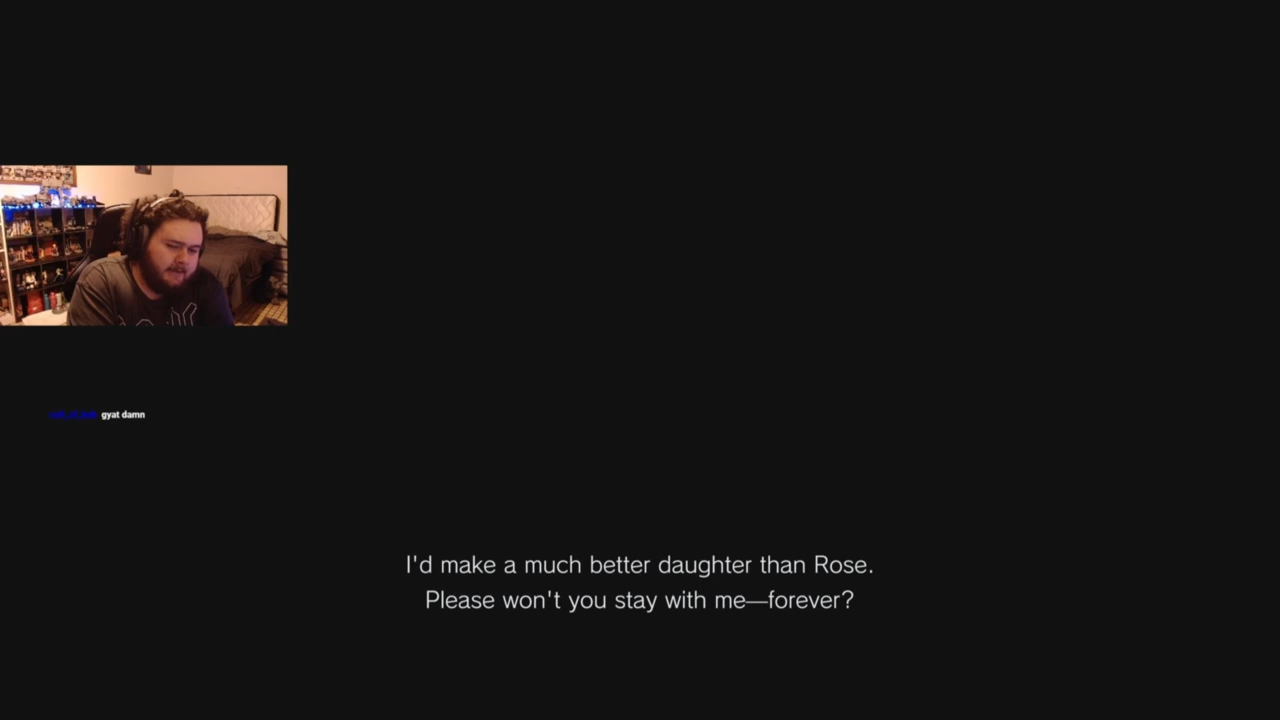 gyat damn
I'd make a much better daughter than Rose.
Please won't you stay with me—forever?